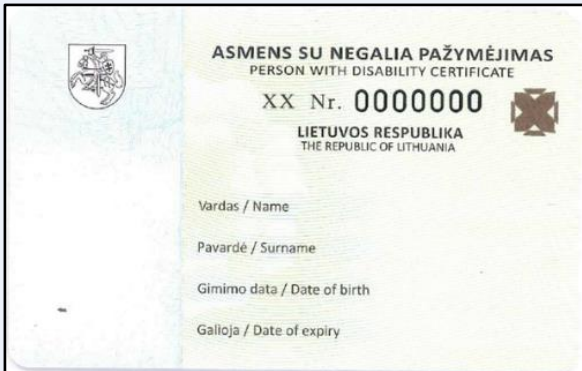 ASMENS SU NEGALIA PAŽYMĖJIMAS
PERSON WITH DISABILITY CERTIFICATE
XX Nr. 0000000
LIETUVOS RESPUBLIKA
THE REPUBLIC OF LITHUANIA
Vardas / Name
Pavardė / Surname
Gimimo data / Date of birth
Galioja / Date of expiry